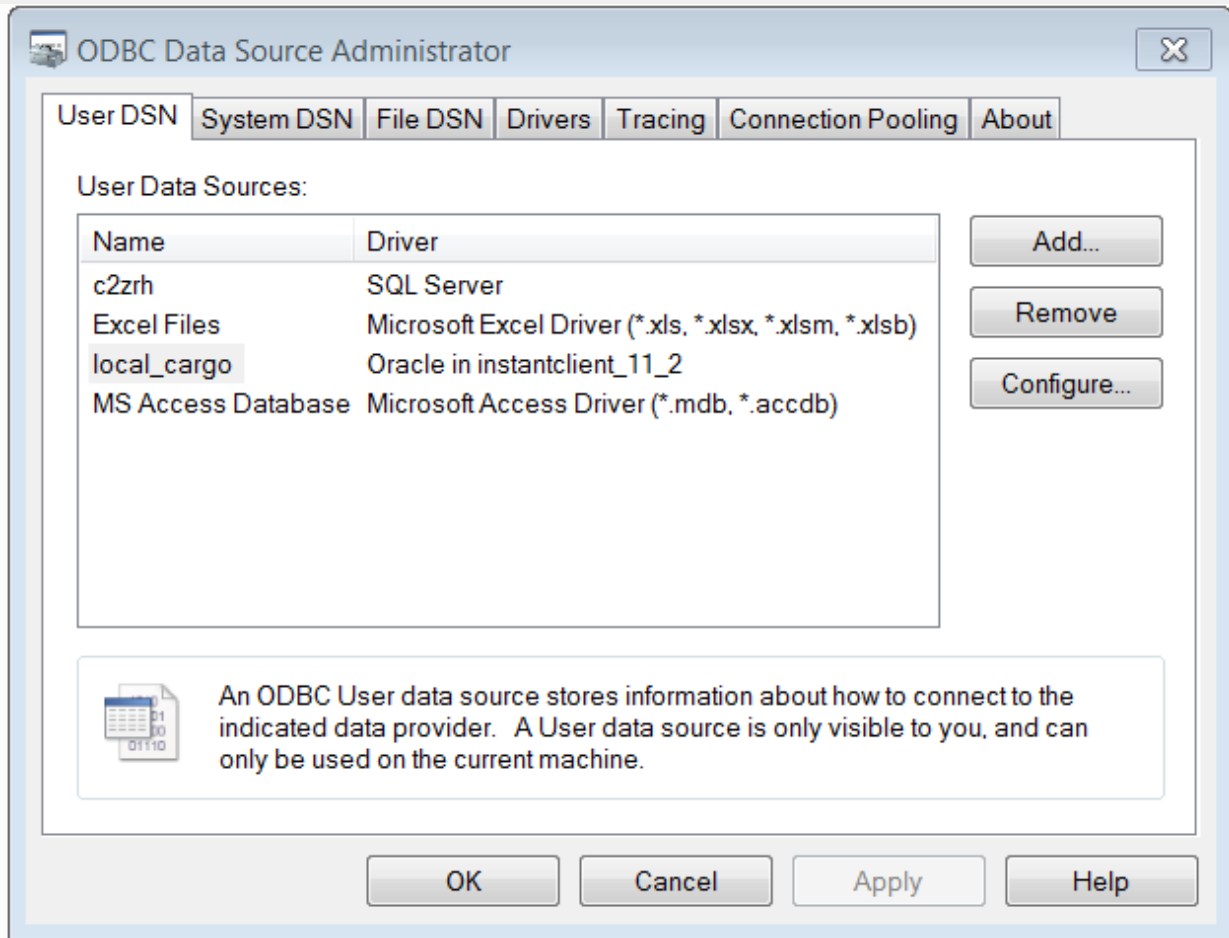 ODBC Data Source Administrator
User DSN System DSN File DSN Drivers Tracing Connection Pooling About
User Data Sources:
Name Driver
c2zrh SQL Server
Excel Files Microsoft Excel Driver (*.xls, *.xlsx, *.xlsm, *.xlsb)
local_cargo Oracle in instantclient_11_2
MS Access Database Microsoft Access Driver (*.mdb, *.accdb)
Add...
Remove
Configure...
An ODBC User data source stores information about how to connect to the
indicated data provider. A User data source is only visible to you, and can
only be used on the current machine.
OK Cancel Apply Help